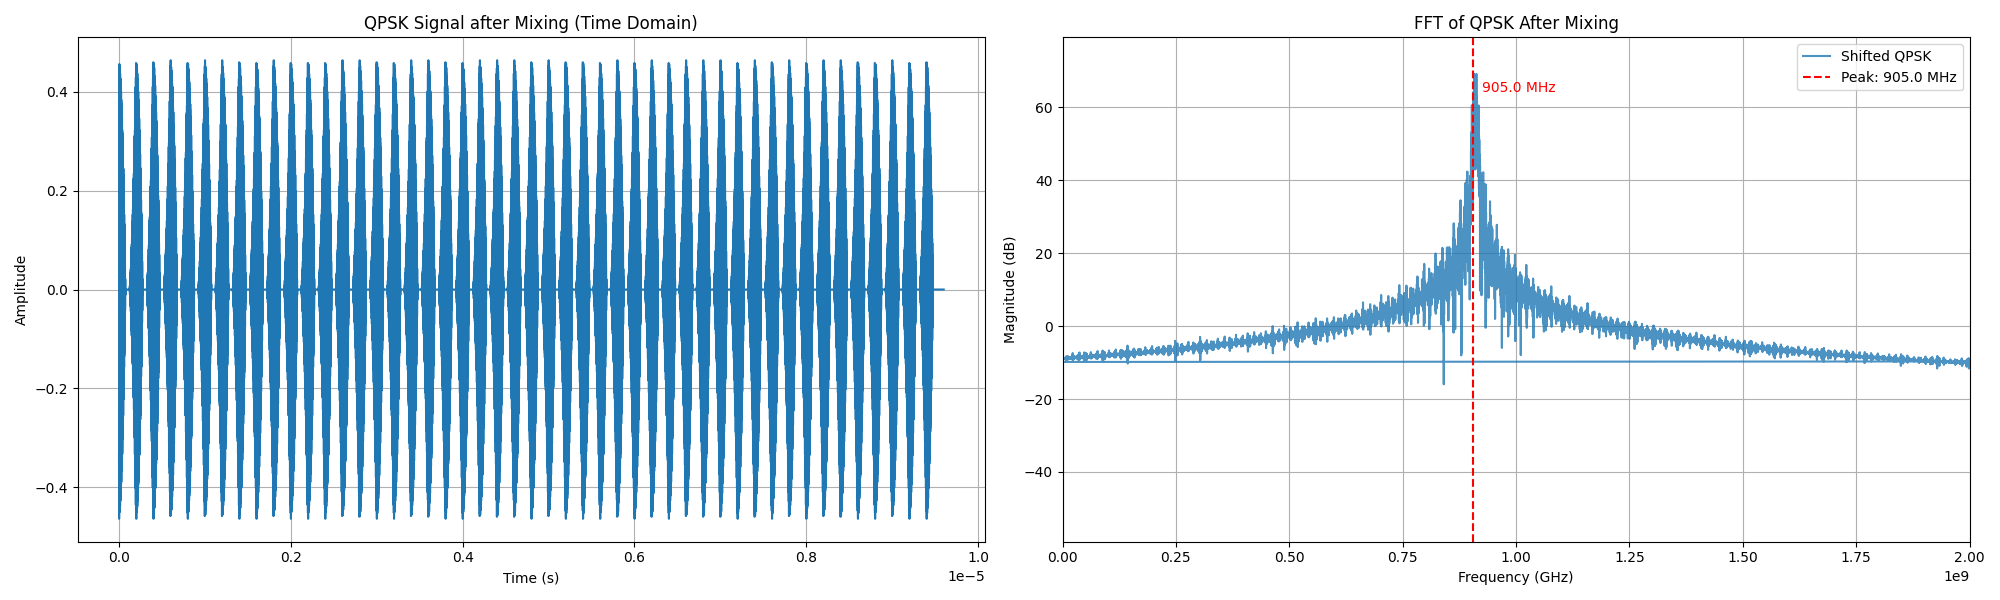 QPSK Signal after Mixing (Time Domain)
Amplitude
0.4
0.2
0.0
−0.2
−0.4
0.0 0.2 0.4 0.6 0.8 1.0
1e−5
Time (s)
FFT of QPSK After Mixing
Shifted QPSK
Peak: 905.0 MHz
905.0 MHz
Magnitude (dB)
60
40
20
0
−20
−40
0.00 0.25 0.50 0.75 1.00 1.25 1.50 1.75 2.00
1e9
Frequency (GHz)